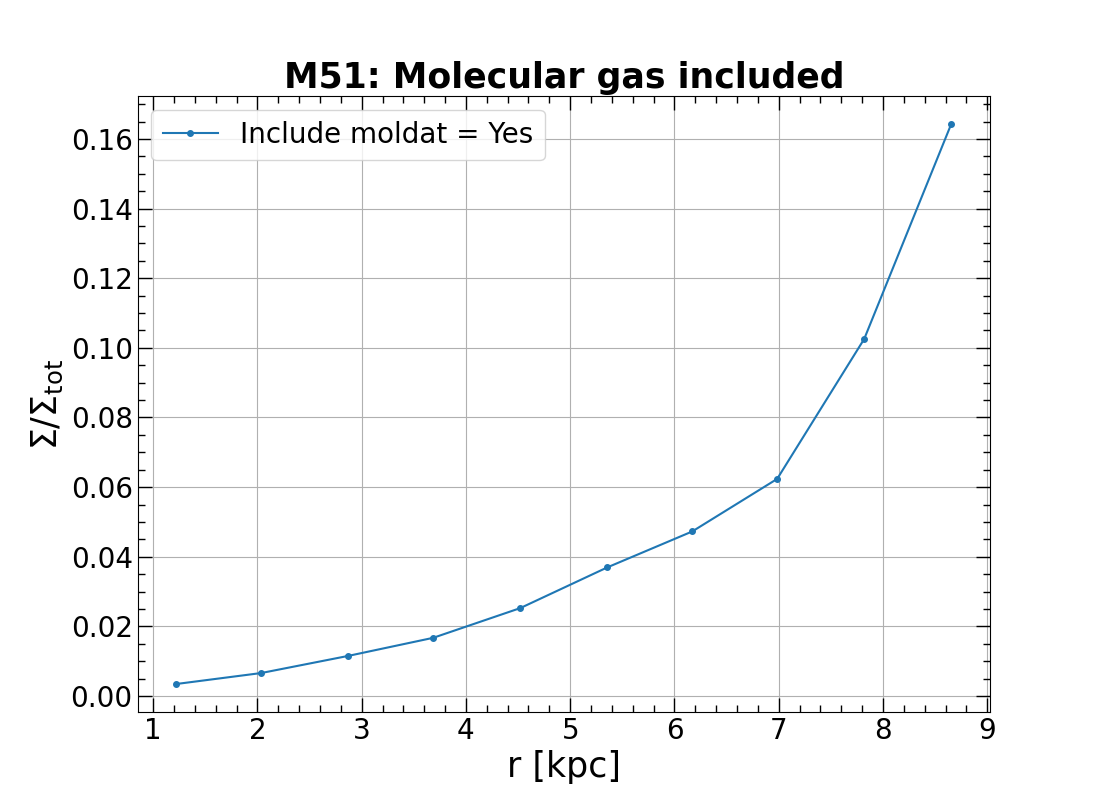 M51: Molecular gas included
Include moldat = Yes
Σ/Σtot
0.16
0.14
0.12
0.10
0.08
0.06
0.04
0.02
0.00
1 2 3 4 5 6 7 8 9
r [kpc]